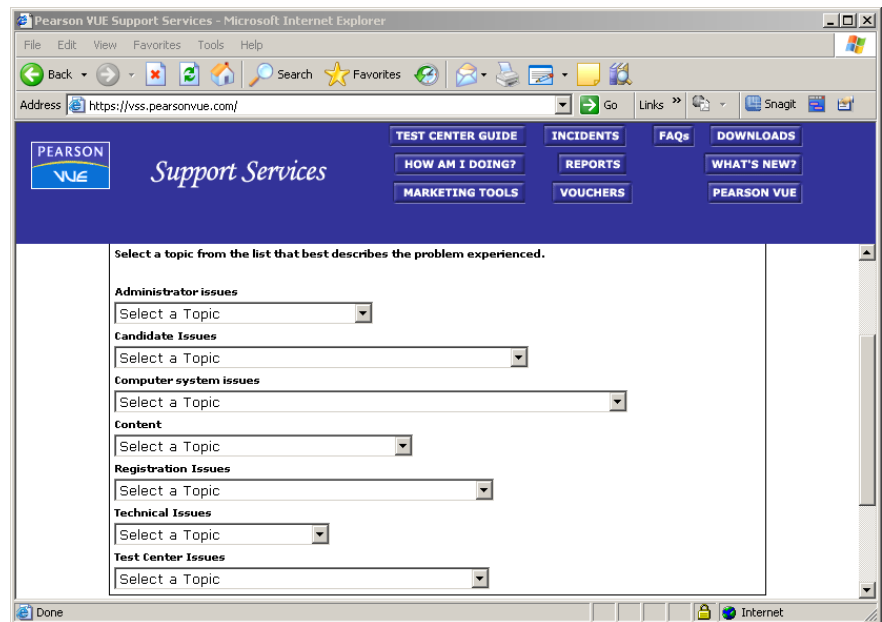 Pearson VUE Support Services - Microsoft Internet Explorer
File Edit View Favorites Tools Help
Back Search Favorites
Address https://vss.pearsonvue.com/ Go Links » Snagit
TEST CENTER GUIDE INCIDENTS FAQs DOWNLOADS
PEARSON VUE Support Services HOW AM I DOING? REPORTS WHAT'S NEW?
MARKETING TOOLS VOUCHERS PEARSON VUE
Select a topic from the list that best describes the problem experienced.
Administrator issues
Select a Topic
Candidate Issues
Select a Topic
Computer system issues
Select a Topic
Content
Select a Topic
Registration Issues
Select a Topic
Technical Issues
Select a Topic
Test Center Issues
Select a Topic
Done Internet